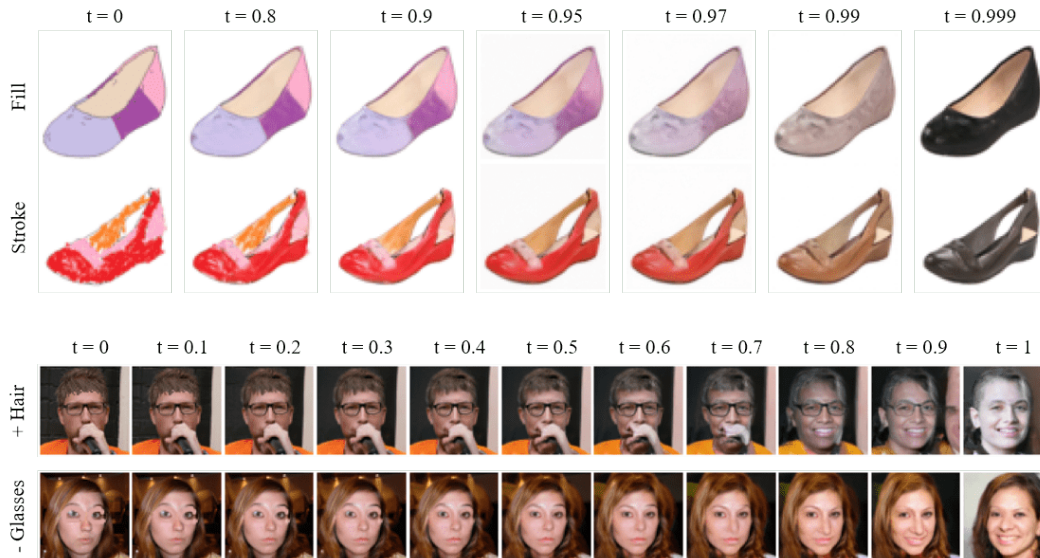 t = 0 t = 0.8 t = 0.9 t = 0.95 t = 0.97 t = 0.99 t = 0.999
Fill
Stroke
t = 0 t = 0.1 t = 0.2 t = 0.3 t = 0.4 t = 0.5 t = 0.6 t = 0.7 t = 0.8 t = 0.9 t = 1
+ Hair
- Glasses